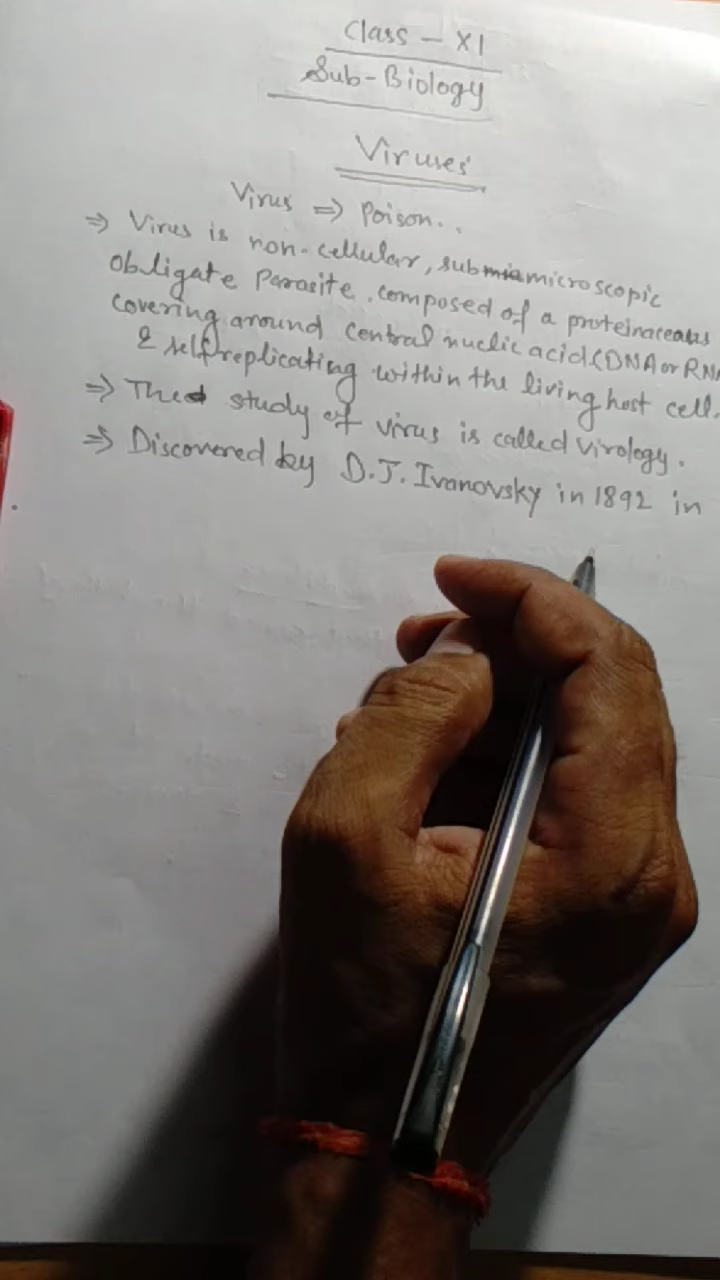 Class - XI
Sub-Biology
Viruses
Virus ⇒ Poison..
⇒ Virus is non-cellular, submicroscopic
obligate Parasite, composed of a proteinaceous
covering around central nuclic acid (DNA or RNA
& self replicating within the living host cell.
⇒ The study of virus is called Virology.
⇒ Discovered by D.J. Ivanovsky in 1892 in